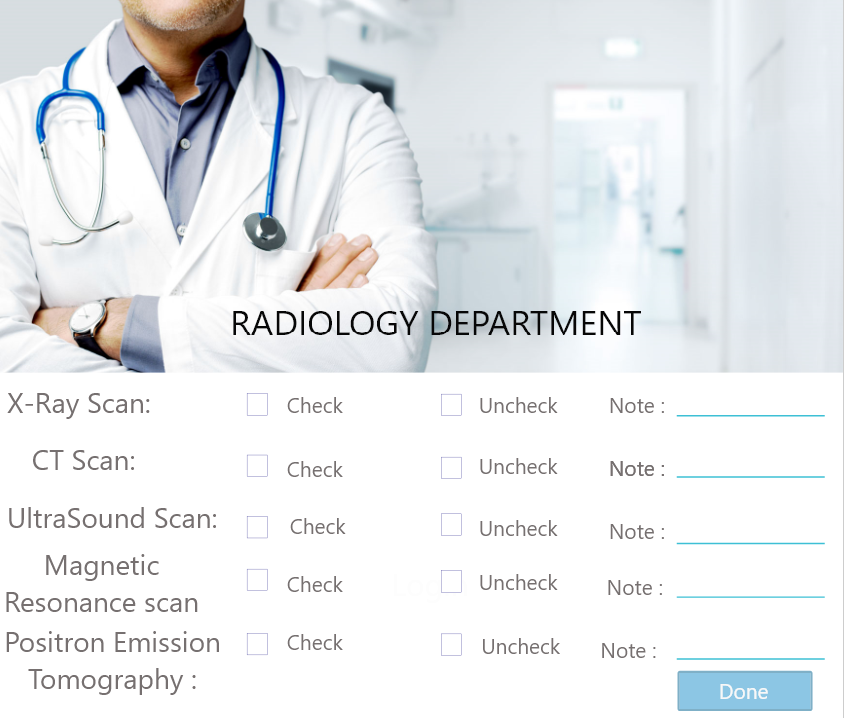 RADIOLOGY DEPARTMENT
X-Ray Scan: Check Uncheck Note :
CT Scan: Check Uncheck Note :
UltraSound Scan: Check Uncheck Note :
Magnetic
Resonance scan Check Uncheck Note :
Positron Emission
Tomography : Check Uncheck Note :
Done